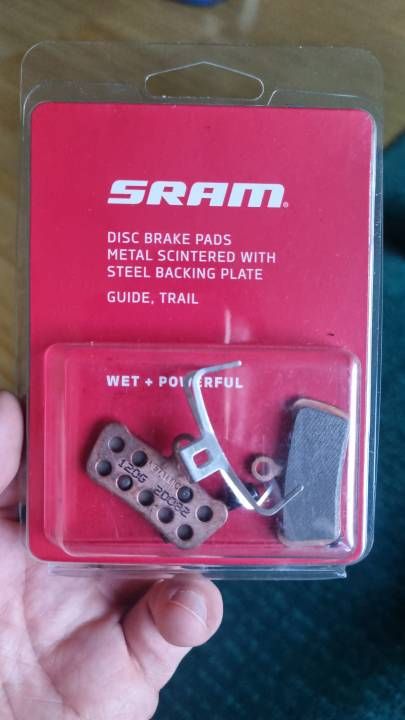 SRAM®
DISC BRAKE PADS
METAL SCINTERED WITH
STEEL BACKING PLATE
GUIDE, TRAIL
WET + POWERFUL